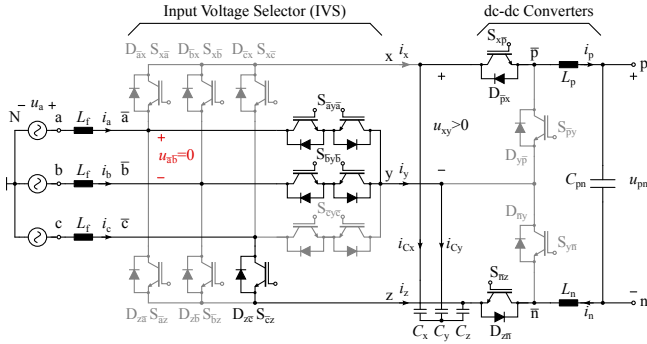 Input Voltage Selector (IVS)
dc-dc Converters
D_āx S_xā D_b̄x S_xb̄ D_c̄x S_xc̄
x i_x
S_xp̄
p̄ i_p
p
D_p̄x
L_p
+
N − u_a +
a L_f i_a ā
S_āyā
+
u_xy>0
S_p̄y
D_yp̄
+
u_āb̄=0
−
S_b̄yb̄
b L_f i_b b̄
y i_y
−
C_pn
u_pn
S_c̄yc̄
c L_f i_c c̄
D_n̄y
S_yn̄
i_Cx i_Cy
S_n̄z
L_n
−
z i_z
n
D_zā S_āz D_zb̄ S_b̄z D_zc̄ S_c̄z
C_x C_y C_z
D_zn̄
n̄ i_n